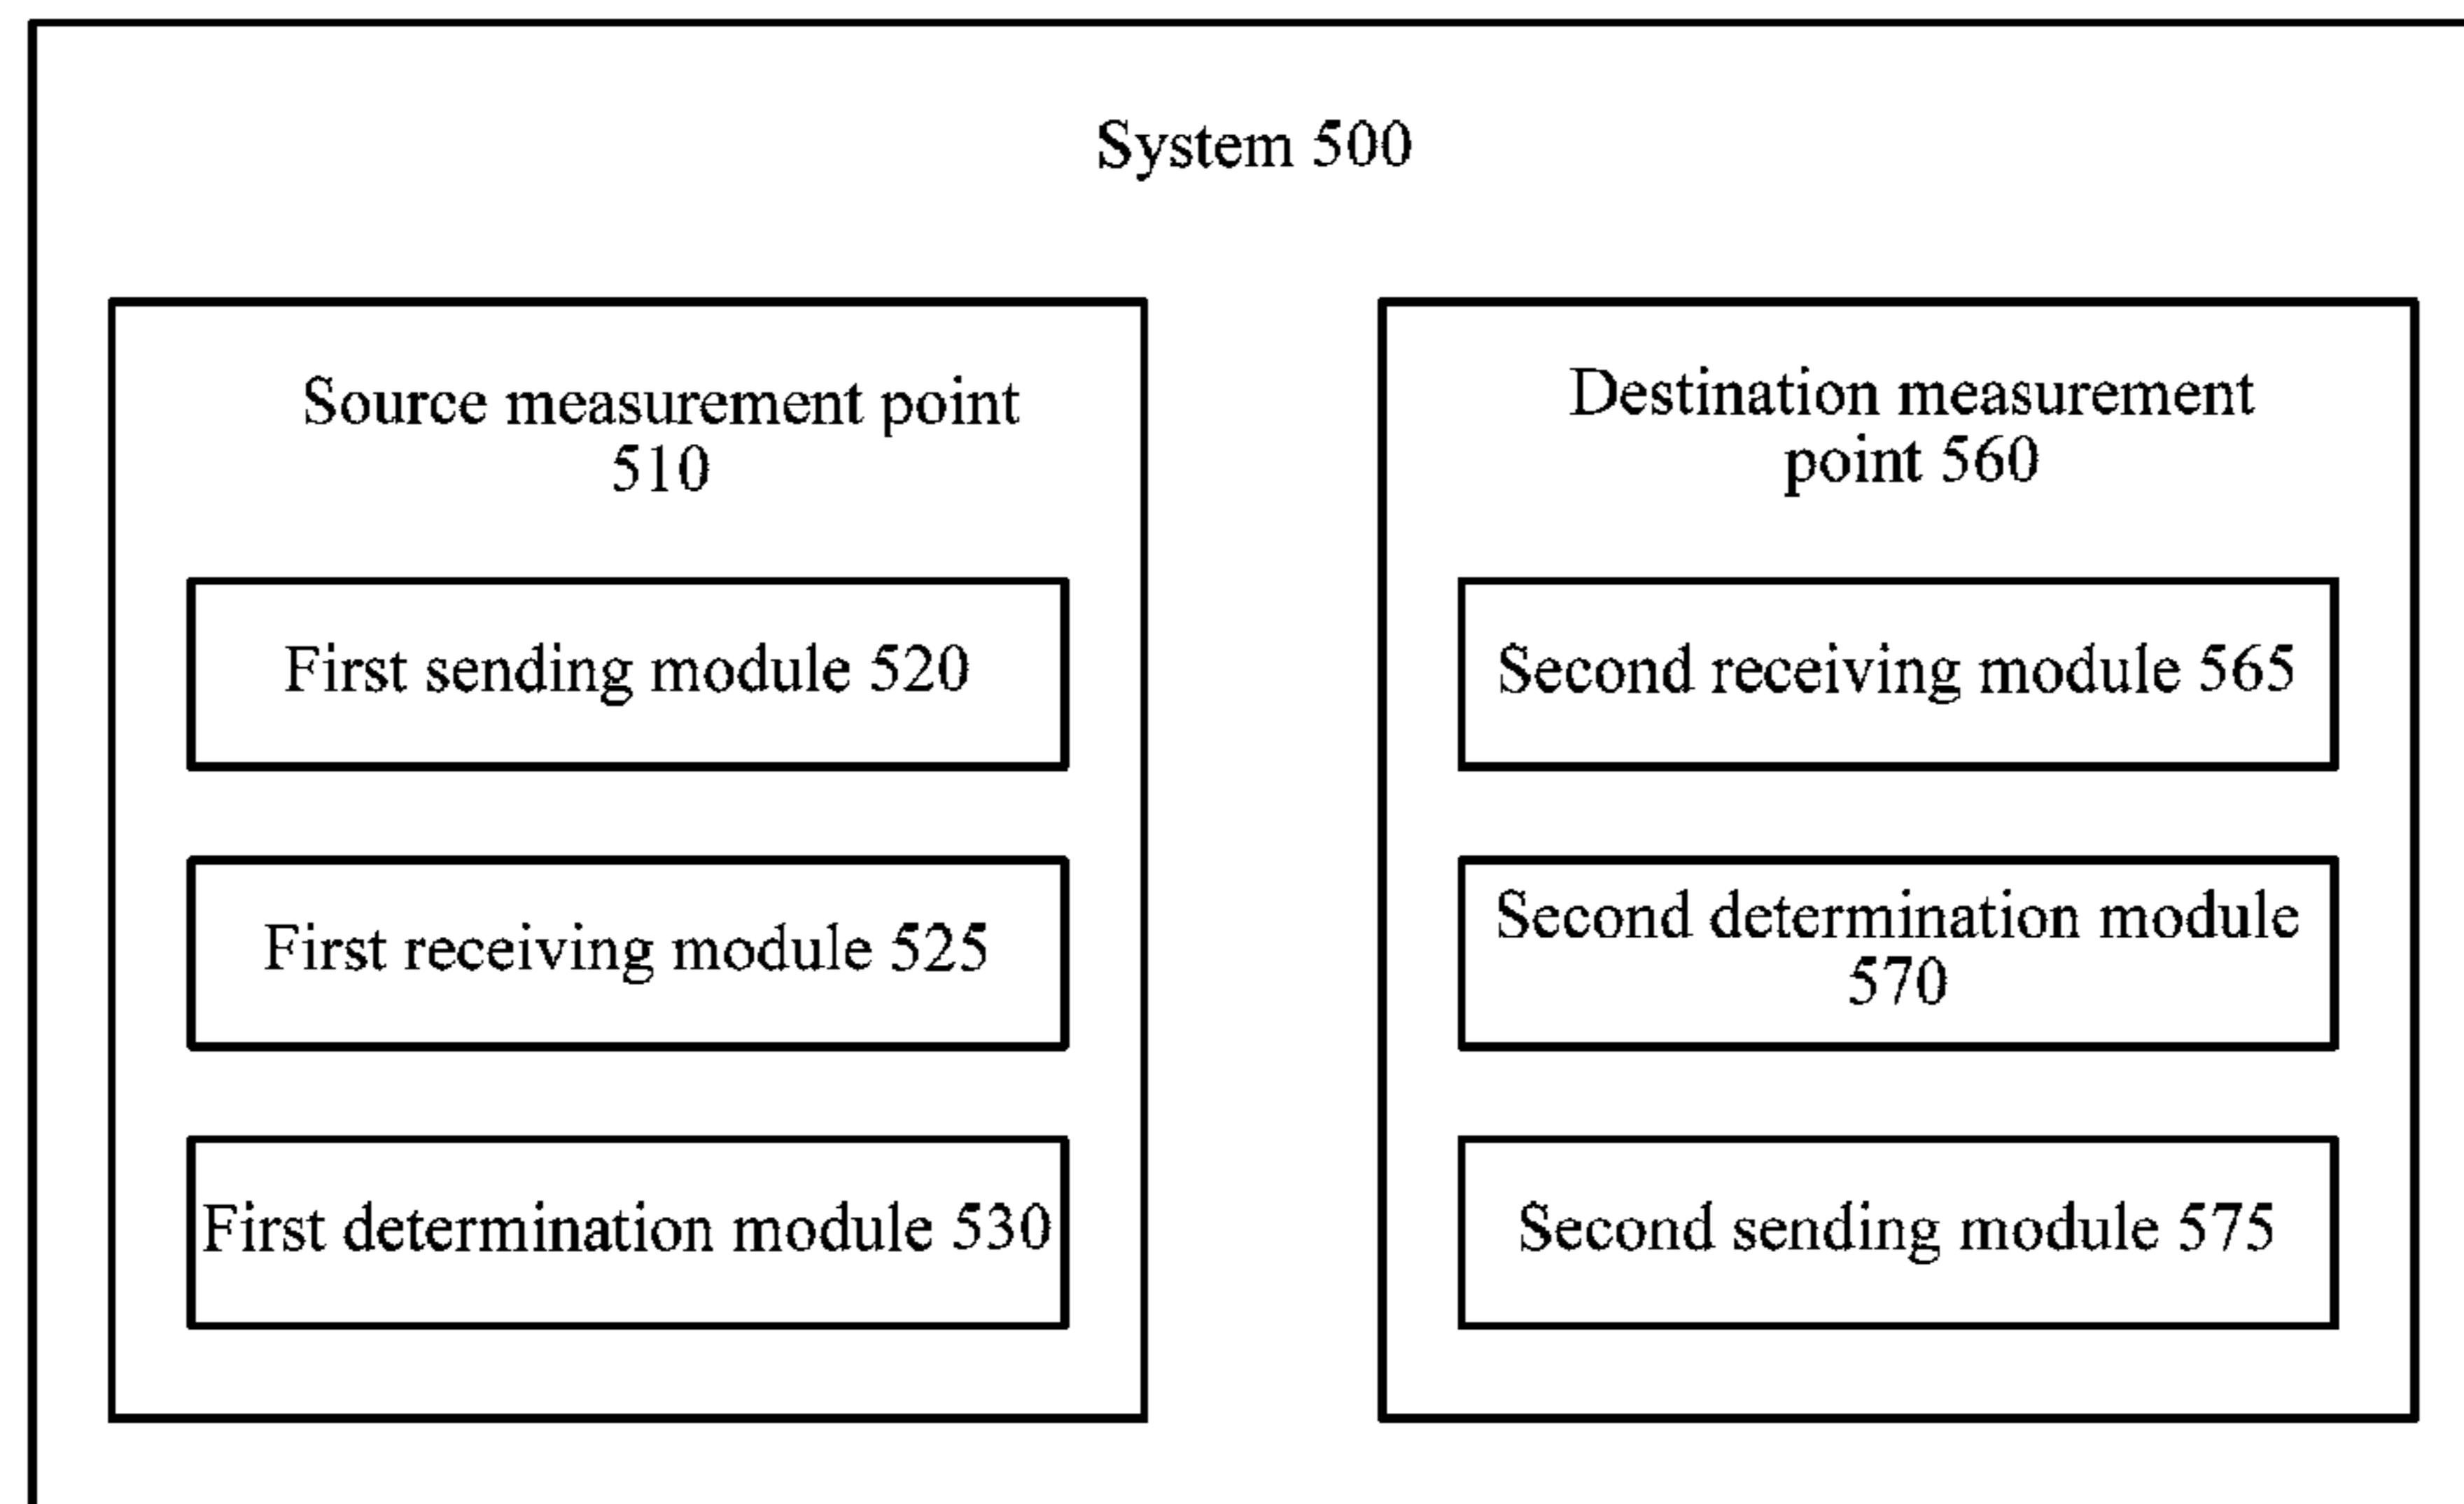 System 500
Source measurement point
510
First sending module 520
First receiving module 525
First determination module 530
Destination measurement
point 560
Second receiving module 565
Second determination module
570
Second sending module 575